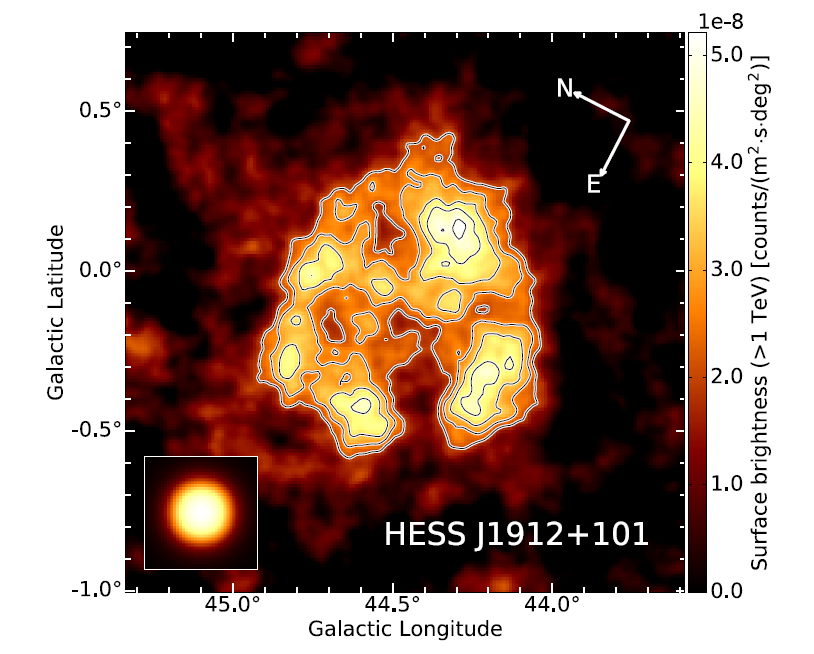 1e-8
5.0
4.0
3.0
2.0
1.0
0.0
Surface brightness (>1 TeV) [counts/(m²·s·deg²)]
N
E
HESS J1912+101
0.5°
0.0°
-0.5°
-1.0°
Galactic Latitude
45.0° 44.5° 44.0°
Galactic Longitude